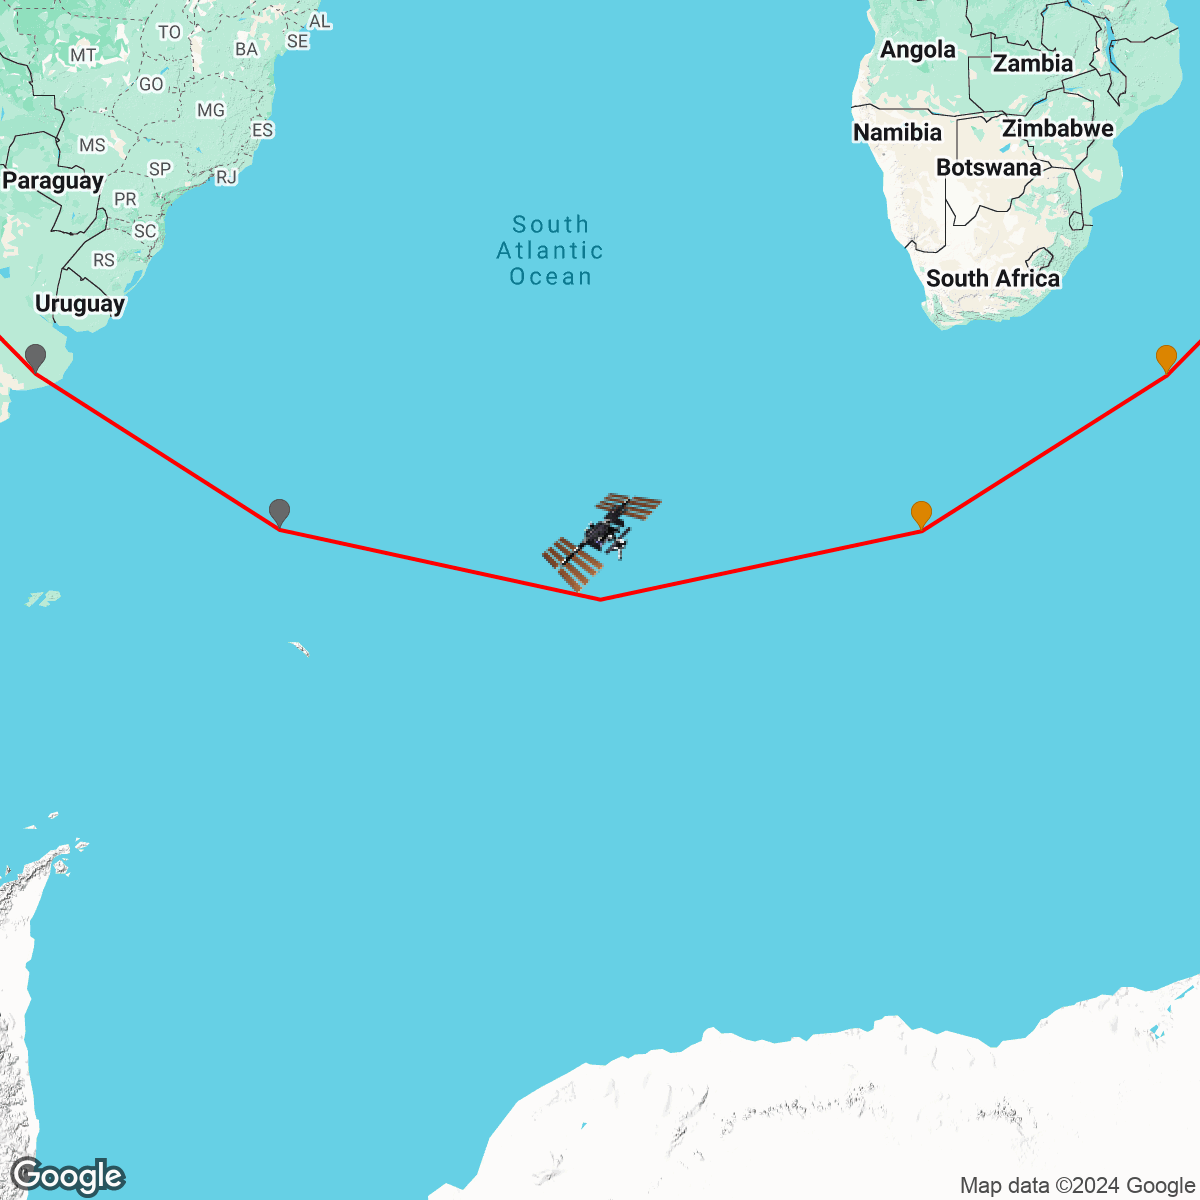 AL
TO
SE
BA
MT
GO
MG
ES
MS
SP
RJ
Paraguay
PR
SC
RS
Uruguay
South
Atlantic
Ocean
Angola
Zambia
Namibia
Zimbabwe
Botswana
South Africa
Google
Map data ©2024 Google